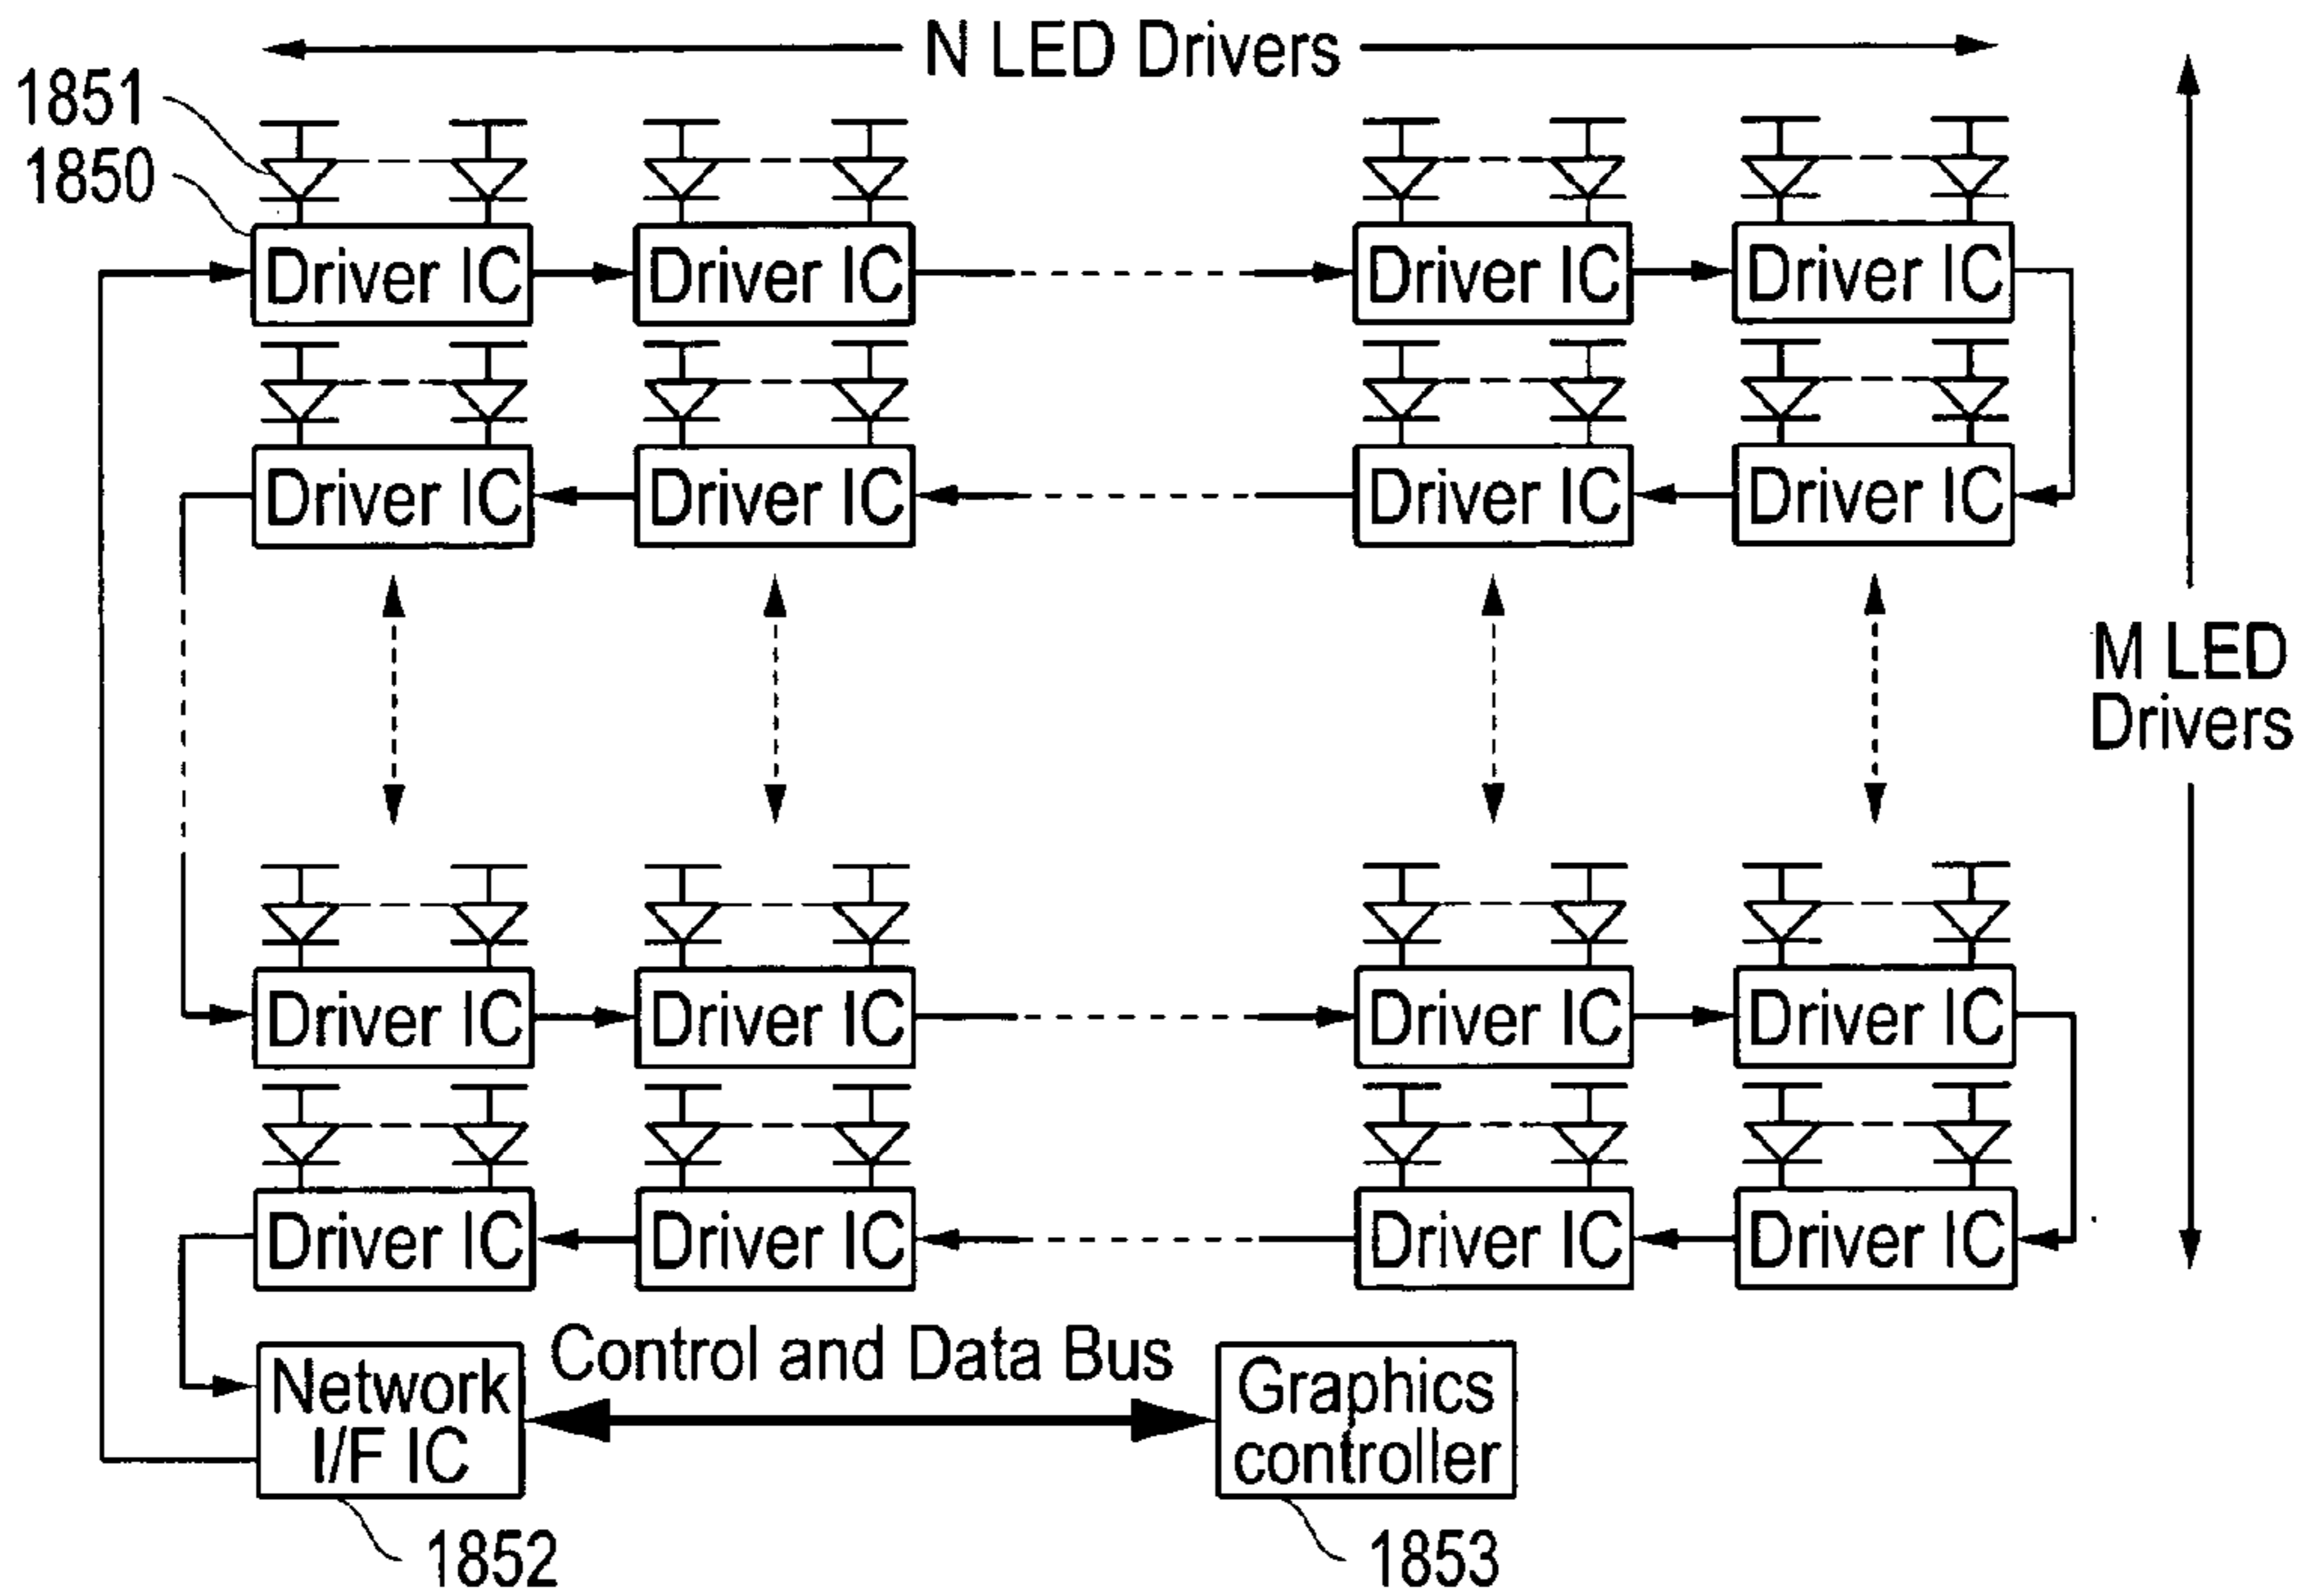 N LED Drivers
1851
1850
Driver IC Driver IC Driver IC Driver IC
Driver IC Driver IC Driver IC Driver IC
M LED
Drivers
Driver IC Driver IC Driver IC Driver IC
Driver IC Driver IC Driver IC Driver IC
Control and Data Bus
Network
I/F IC
Graphics
controller
1852
1853